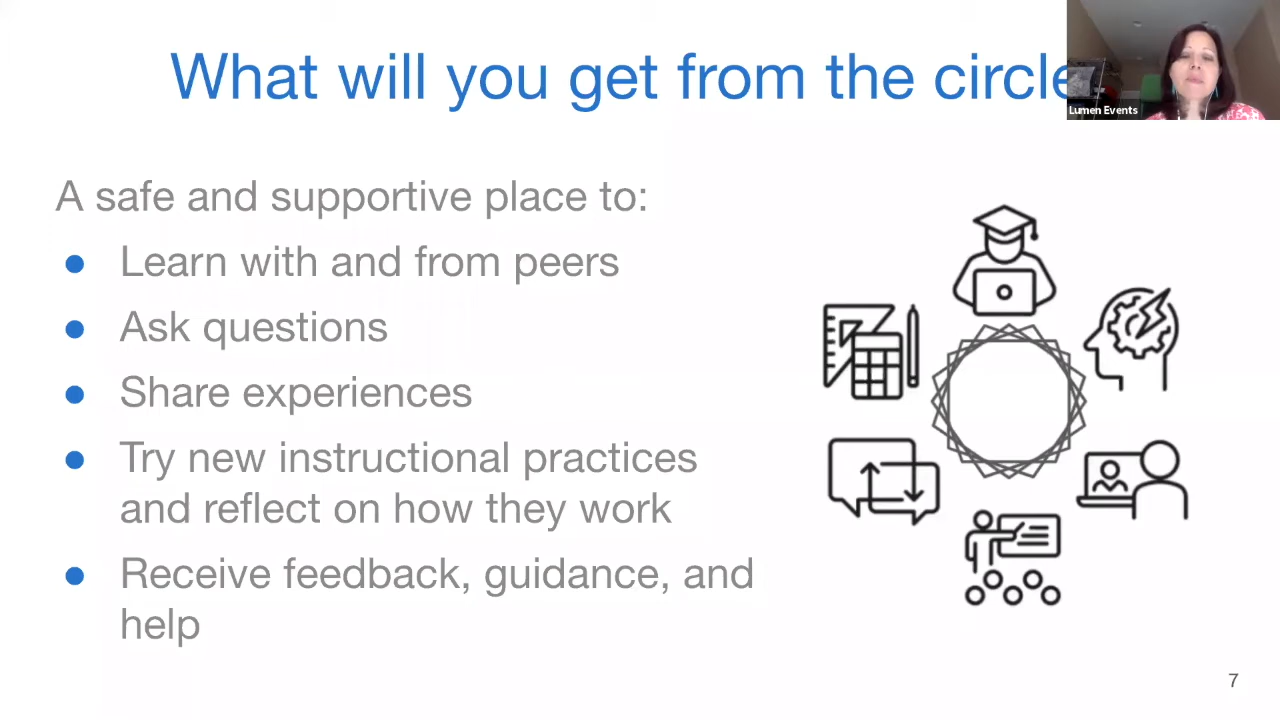 What will you get from the circle
Lumen Events
A safe and supportive place to:
● Learn with and from peers
● Ask questions
● Share experiences
● Try new instructional practices
and reflect on how they work
● Receive feedback, guidance, and
help
7